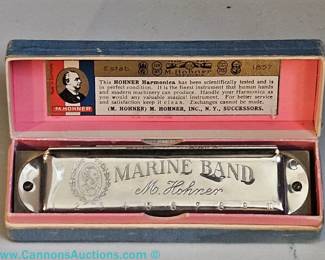 Estab. 1857
M. Hohner
M. HOHNER
This HOHNER Harmonica has been scientifically tested and is
in perfect condition. It is the finest instrument that human hands
and modern machinery can produce. Handle your Harmonica as
you would any valuable musical instrument. For better service
and satisfaction keep it clean. Exchanges cannot be made.
(M. HOHNER) M. HOHNER, INC., N. Y., SUCCESSORS.
MARINE BAND
M. Hohner
www.CannonsAuctions.com